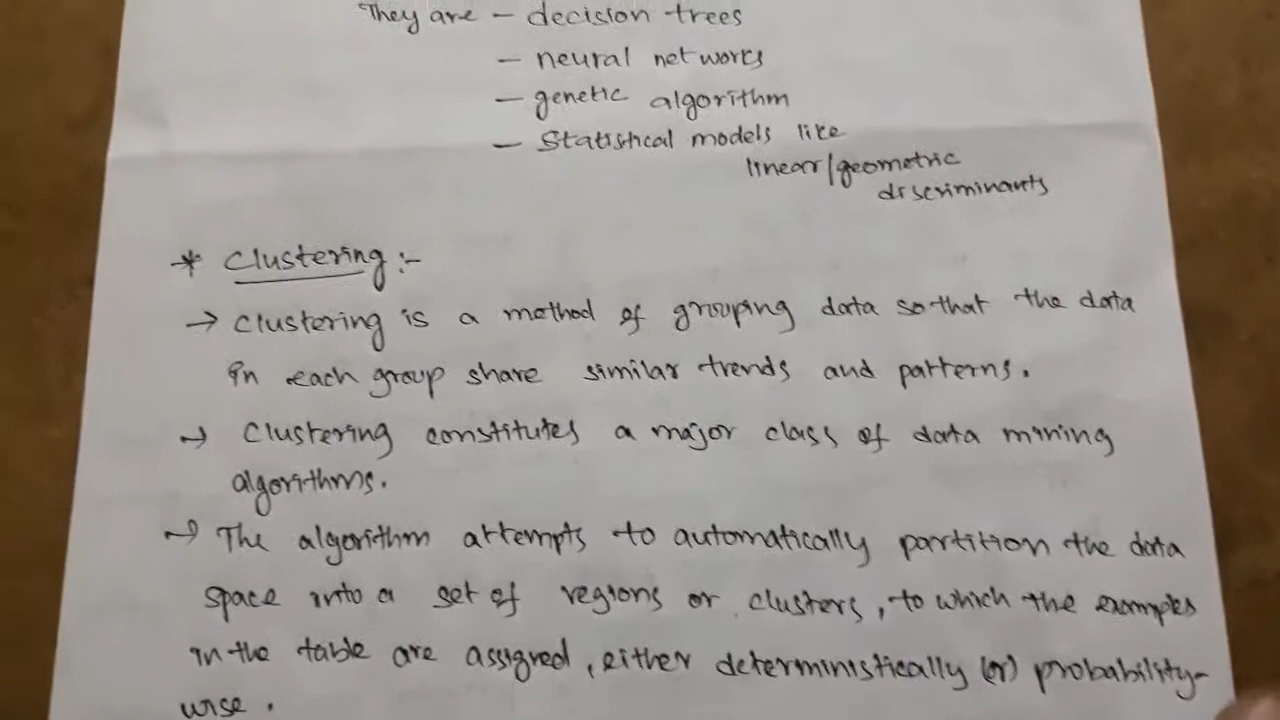 They are - decision trees
- neural networks
- genetic algorithm
- Statistical models like
linear/geometric
discriminants
* Clustering :-
→ Clustering is a method of grouping data so that the data
in each group share similar trends and patterns.
→ Clustering constitutes a major class of data mining
algorithms.
→ The algorithm attempts to automatically partition the data
space into a set of regions or clusters, to which the examples
in the table are assigned, either deterministically (or) probability-
wise.